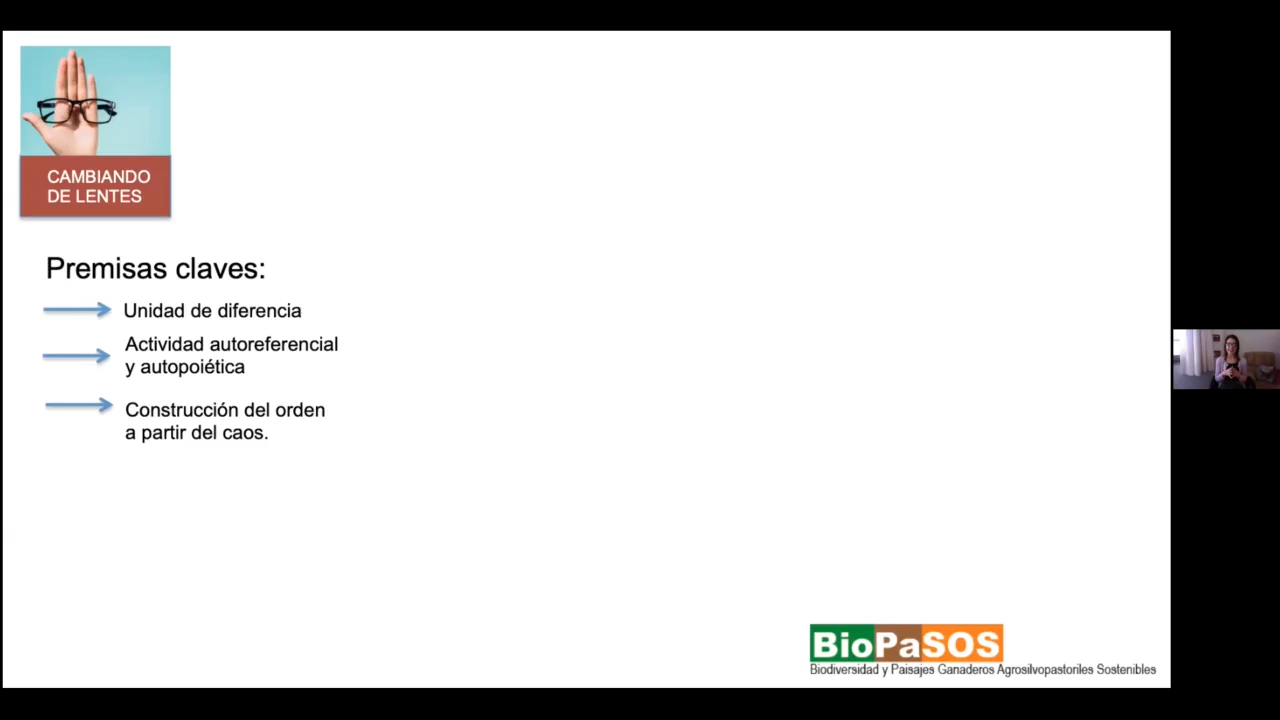 CAMBIANDO
DE LENTES
Premisas claves:
Unidad de diferencia
Actividad autoreferencial
y autopoiética
Construcción del orden
a partir del caos.
BioPaSOS
Biodiversidad y Paisajes Ganaderos Agrosilvopastoriles Sostenibles